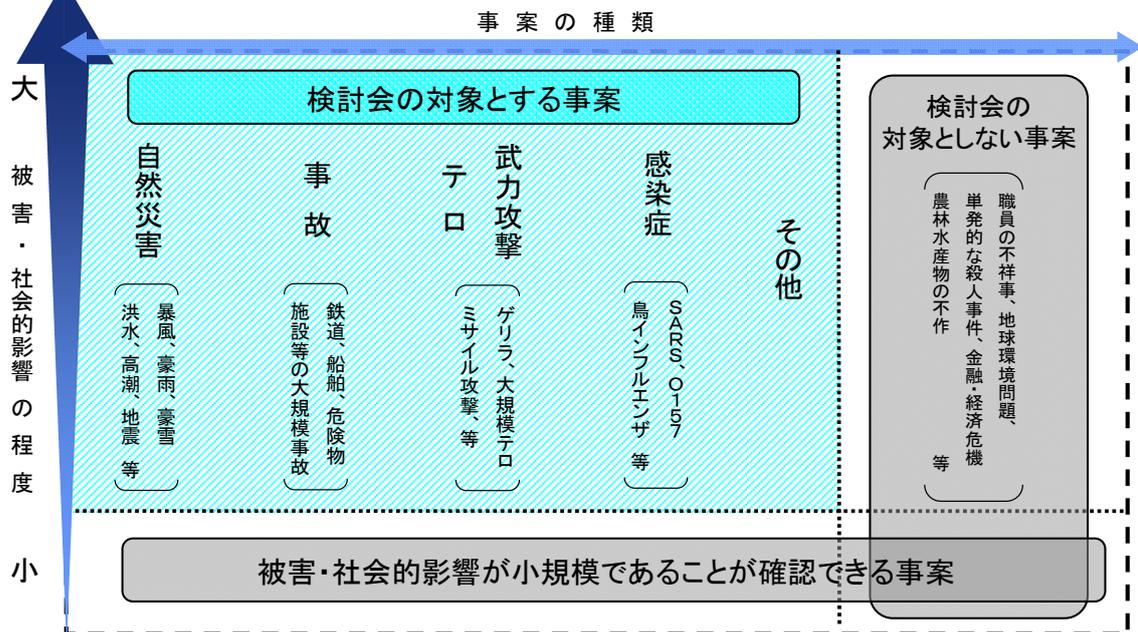 事案の種類
大
被害・社会的影響の程度
小
検討会の対象とする事案
自然災害
暴風、豪雨、豪雪
洪水、高潮、地震　等
事故
鉄道、船舶、危険物
施設等の大規模事故
武力攻撃
テロ
ゲリラ、大規模テロ
ミサイル攻撃、等
感染症
SARS、O157
鳥インフルエンザ　等
その他
検討会の
対象としない事案
職員の不祥事、地球環境問題、
単発的な殺人事件、金融・経済危機
農林水産物の不作　等
被害・社会的影響が小規模であることが確認できる事案